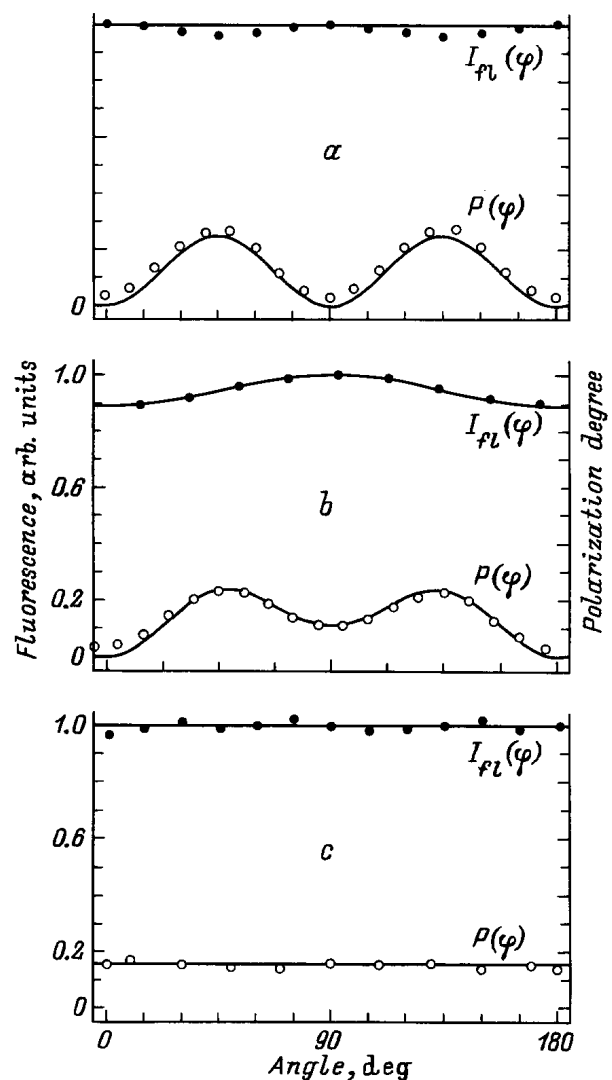 I_fl(φ)
a
P(φ)
0
1.0
I_fl(φ)
0.6
b
0.2
P(φ)
0
Fluorescence, arb. units
Polarization degree
1.0
I_fl(φ)
0.6
c
0.2
P(φ)
0
0 90 180
Angle, deg